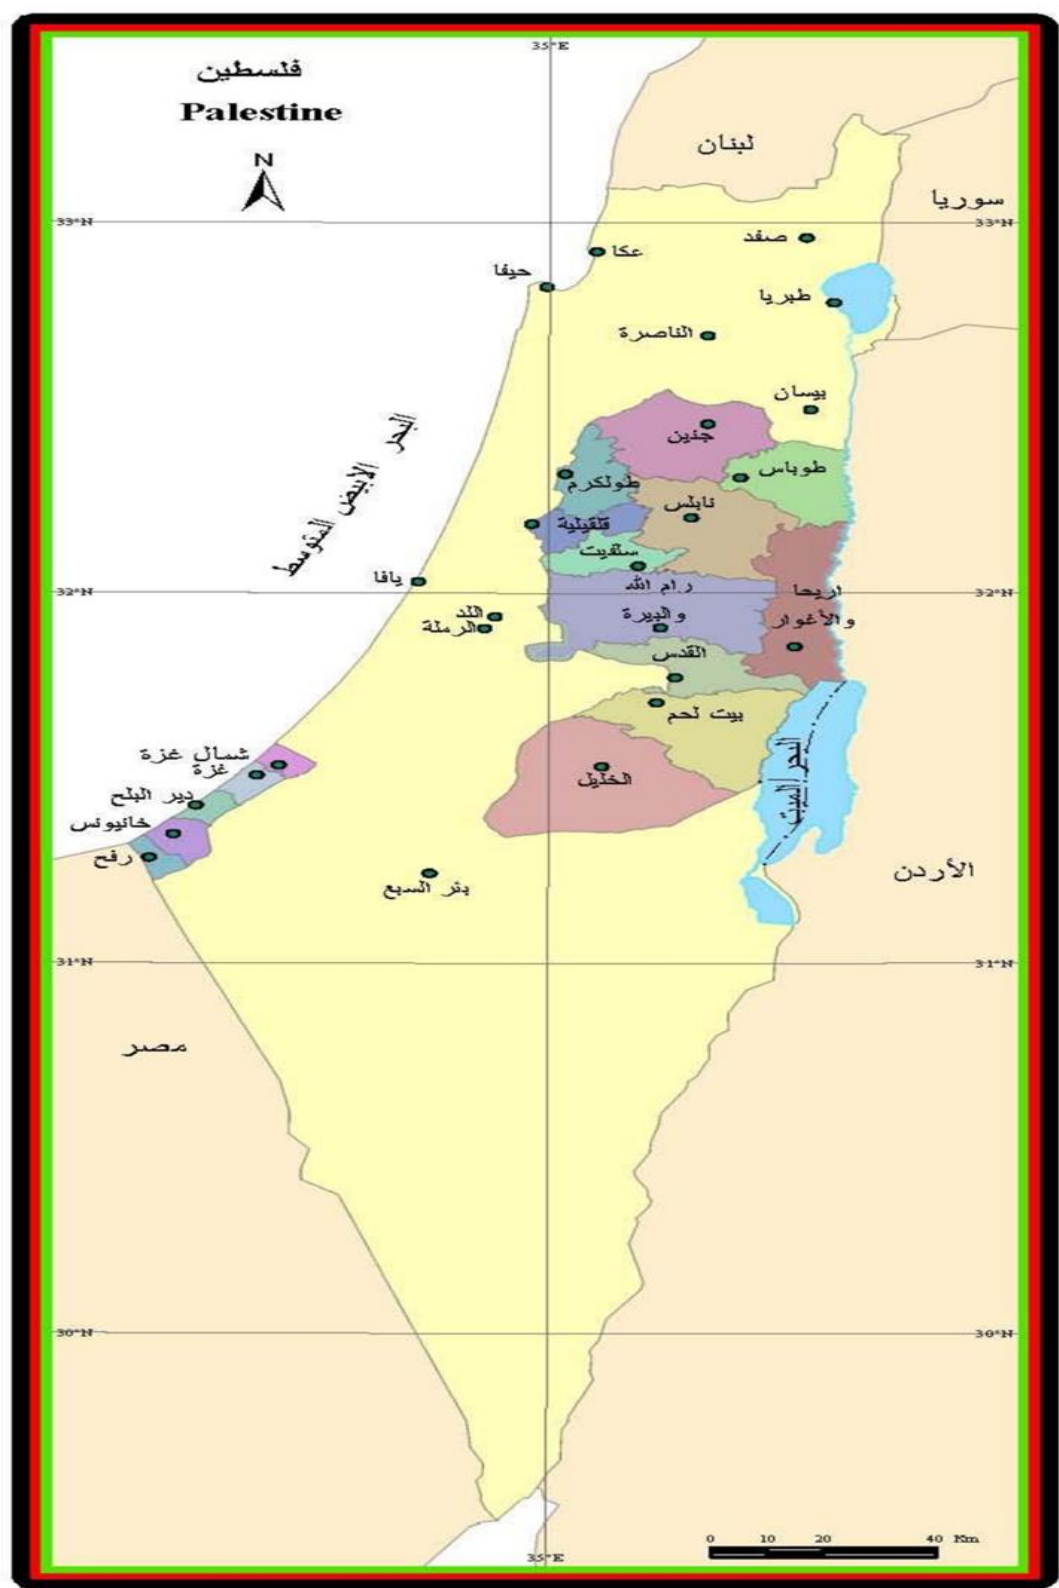 فلسطين
Palestine
N
35°E
لبنان
سوريا
33°N
33°N
صفد
عكا
حيفا
طبريا
الناصرة
بيسان
البحر الابيض المتوسط
جنين
طوباس
طولكرم
نابلس
قلقيلية
سلفيت
يافا
رام الله
والبيرة
اريحا
والأغوار
32°N
32°N
اللد
الرملة
القدس
بيت لحم
شمال غزة
غزة
الخليل
البحر الميت
دير البلح
خانيونس
رفح
بئر السبع
الأردن
31°N
31°N
مصر
30°N
30°N
0 10 20 40 Km
35°E